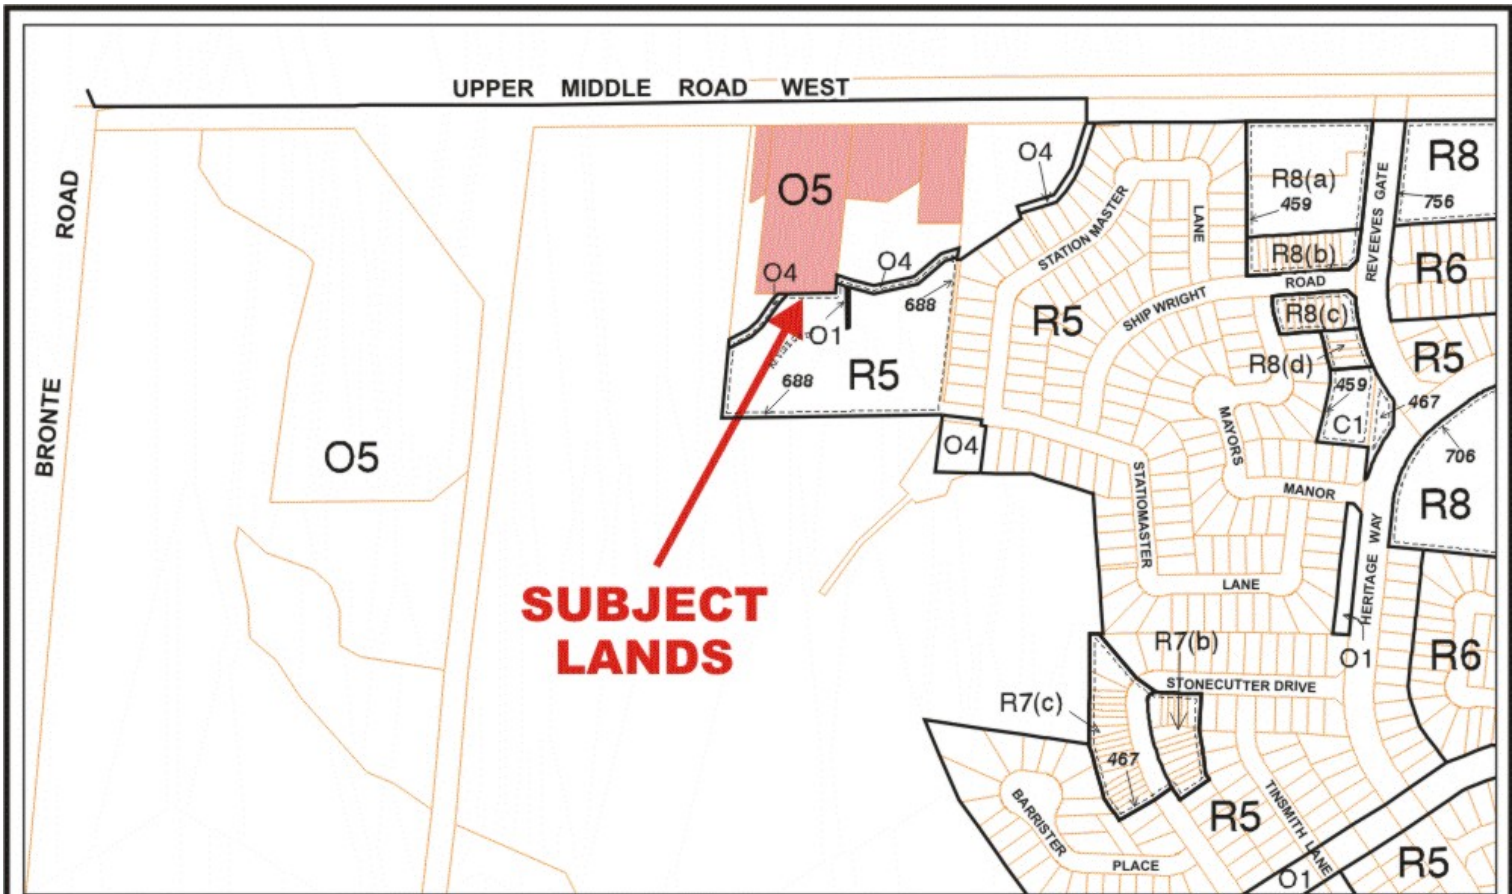 UPPER MIDDLE ROAD WEST
ROAD
BRONTE
O5
O5
O4
O4
O4
O1
688
688
R5
O4
SUBJECT
LANDS
STATION MASTER
LANE
R5
SHIP WRIGHT
ROAD
R8(a)
459
R8(b)
REVEEVES GATE
R8
756
R6
R8(c)
R8(d)
R5
459
467
C1
706
R8
MAYORS
MANOR
STATIOMASTER
LANE
HERITAGE WAY
O1
R6
R7(b)
STONECUTTER DRIVE
R7(c)
467
R5
TINSMITH LANE
BARRISTER
PLACE
O1
R5